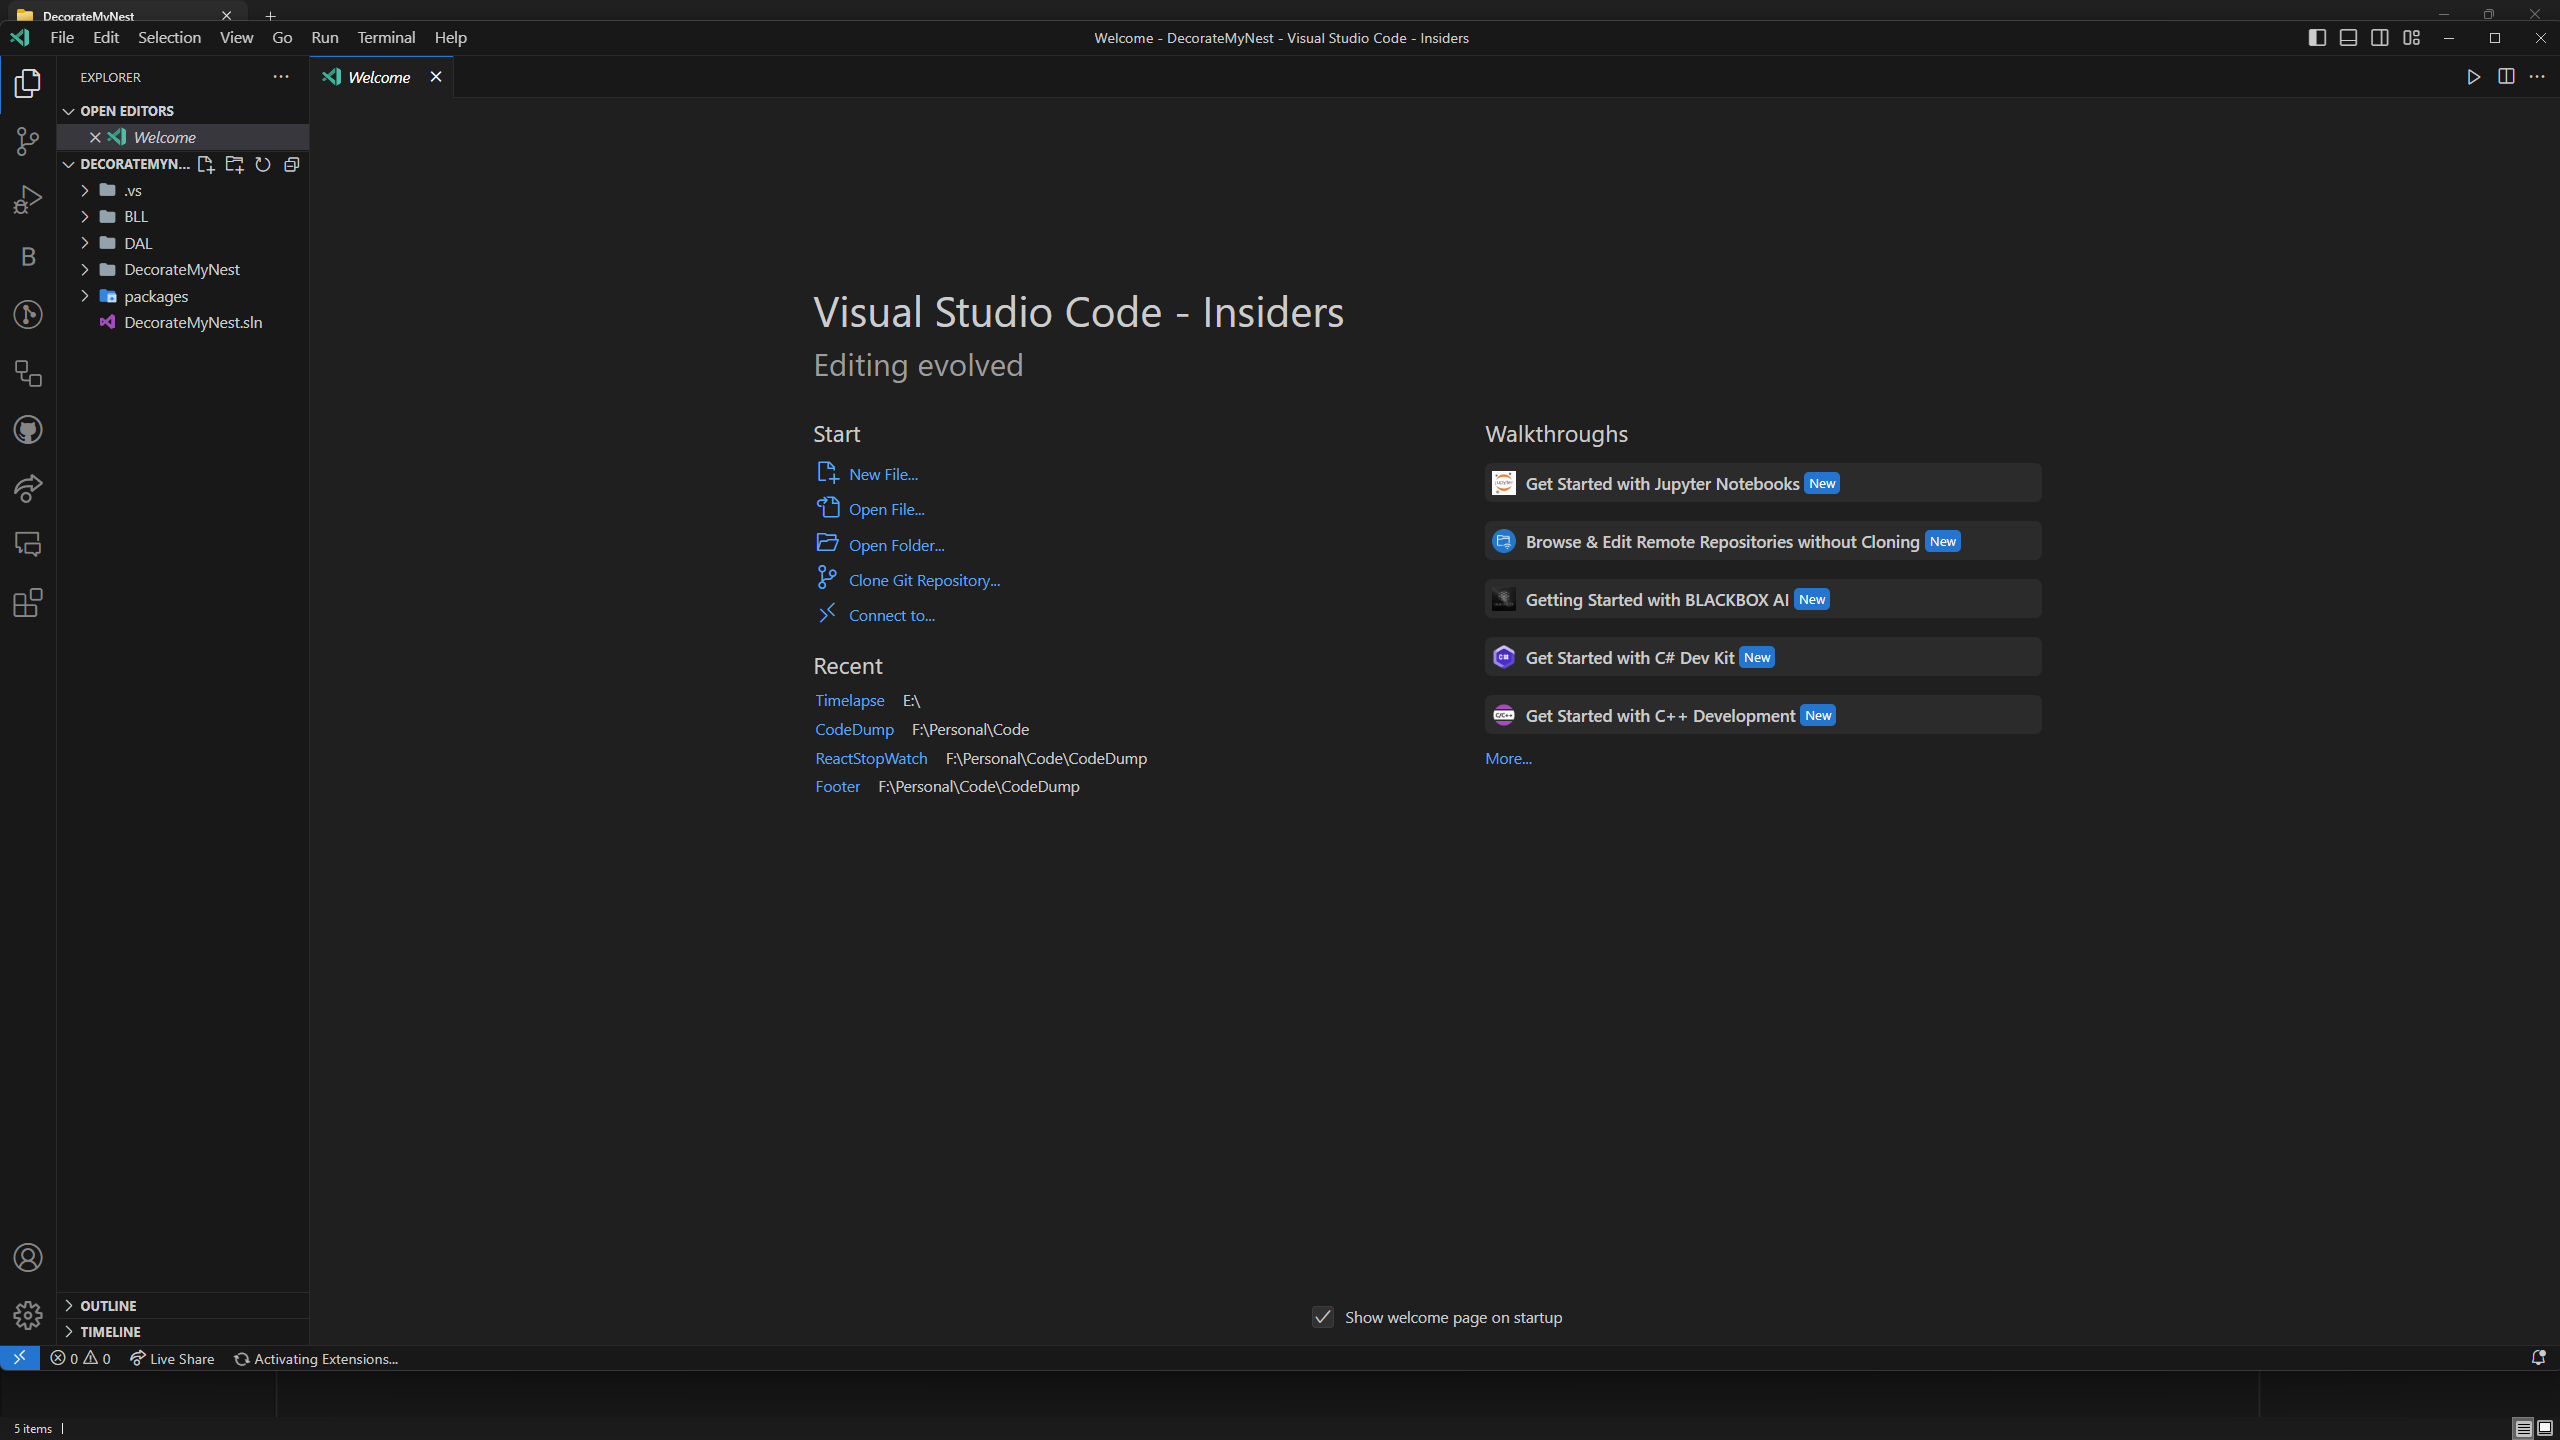 DecorateMyNest
File Edit Selection View Go Run Terminal Help
Welcome - DecorateMyNest - Visual Studio Code - Insiders
EXPLORER
Welcome
OPEN EDITORS
Welcome
DECORATEMYN...
.vs
BLL
B
DAL
DecorateMyNest
packages
DecorateMyNest.sln
Visual Studio Code - Insiders
Editing evolved
Start
New File...
Open File...
Open Folder...
Clone Git Repository...
Connect to...
Recent
Timelapse E:\
CodeDump F:\Personal\Code
ReactStopWatch F:\Personal\Code\CodeDump
Footer F:\Personal\Code\CodeDump
Walkthroughs
Get Started with Jupyter Notebooks New
Browse & Edit Remote Repositories without Cloning New
Getting Started with BLACKBOX AI New
Get Started with C# Dev Kit New
Get Started with C++ Development New
More...
OUTLINE
TIMELINE
Show welcome page on startup
0 0 Live Share Activating Extensions...
5 items